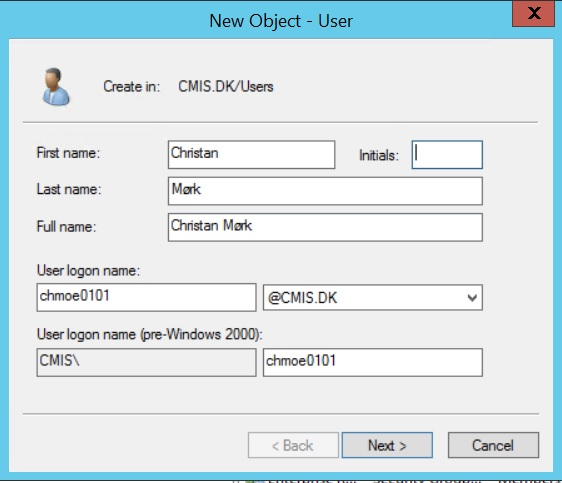 New Object - User
X
Create in: CMIS.DK/Users
First name: Christan Initials:
Last name: Mørk
Full name: Christan Mørk
User logon name:
chmoe0101 @CMIS.DK
User logon name (pre-Windows 2000):
CMIS\ chmoe0101
< Back Next > Cancel